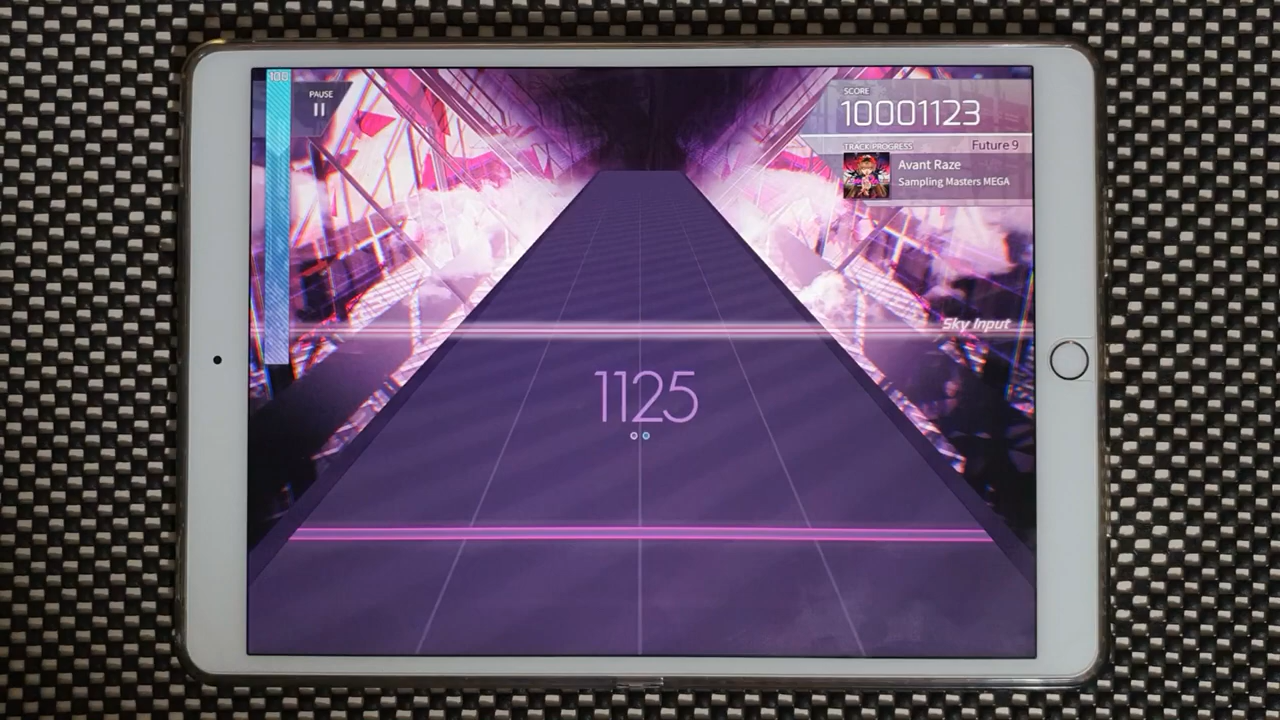 100
PAUSE
SCORE
10001123
TRACK PROGRESS
Future 9
Avant Raze
Sampling Masters MEGA
Sky Input
1125